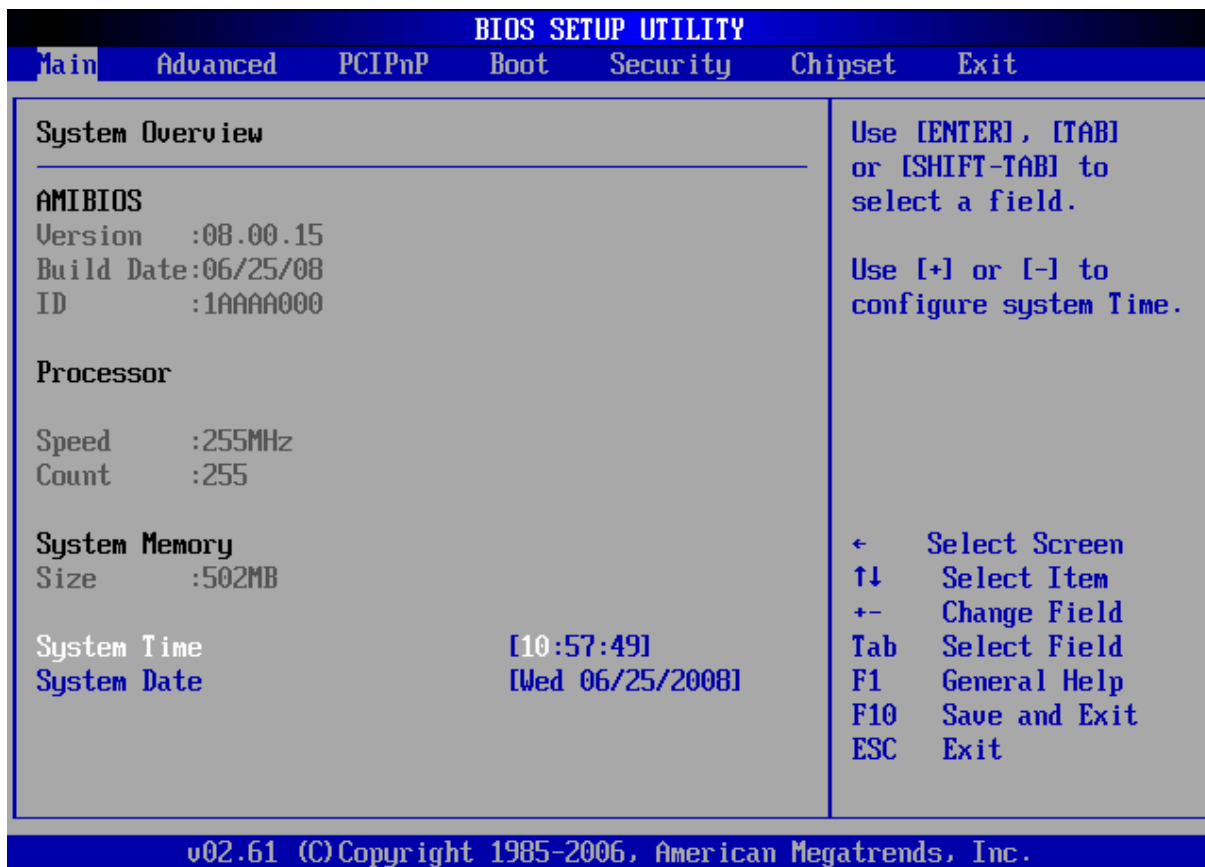 BIOS SETUP UTILITY
Main Advanced PCIPnP Boot Security Chipset Exit
System Overview
AMIBIOS
Version :08.00.15
Build Date:06/25/08
ID :1AAAA000
Processor
Speed :255MHz
Count :255
System Memory
Size :502MB
System Time [10:57:49]
System Date [Wed 06/25/2008]
Use [ENTER], [TAB]
or [SHIFT-TAB] to
select a field.
Use [+] or [-] to
configure system Time.
← Select Screen
↑↓ Select Item
+- Change Field
Tab Select Field
F1 General Help
F10 Save and Exit
ESC Exit
v02.61 (C)Copyright 1985-2006, American Megatrends, Inc.